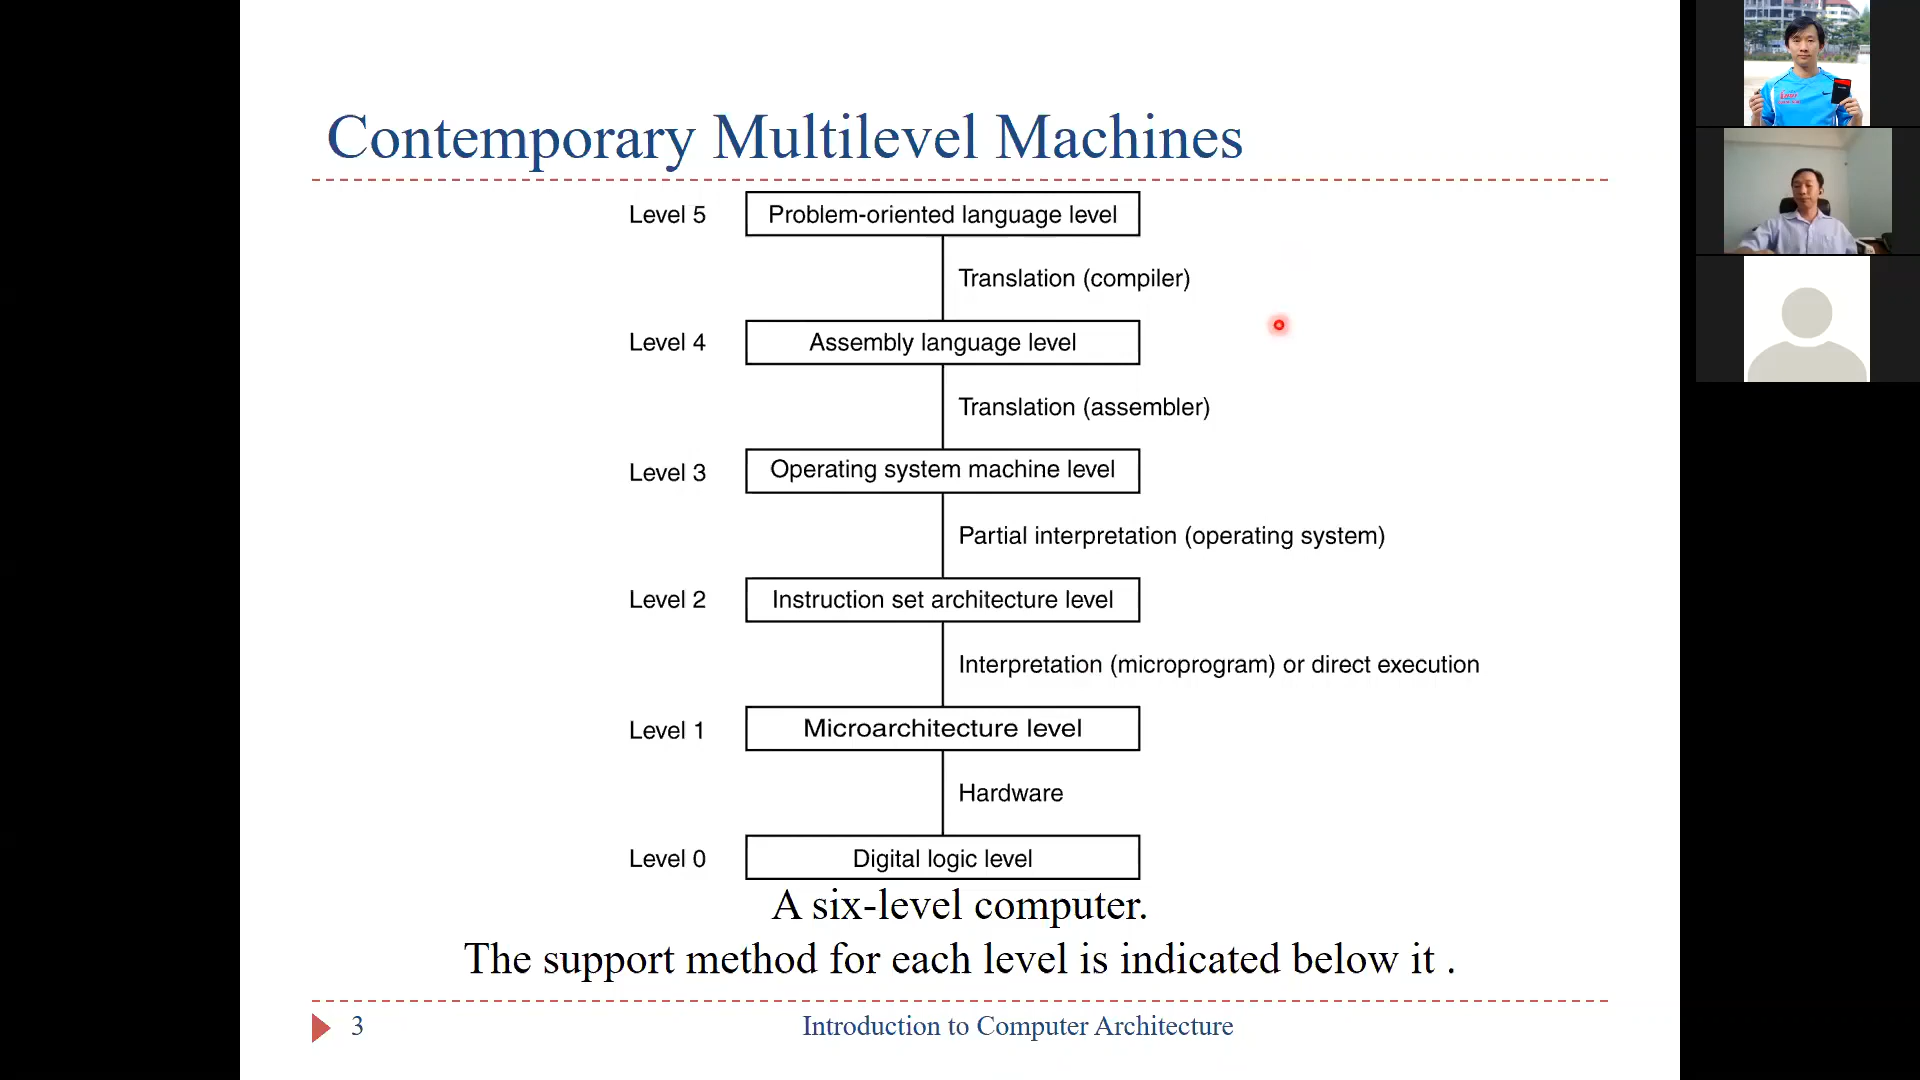 Contemporary Multilevel Machines
Level 5
Problem-oriented language level
Translation (compiler)
Level 4
Assembly language level
Translation (assembler)
Level 3
Operating system machine level
Partial interpretation (operating system)
Level 2
Instruction set architecture level
Interpretation (microprogram) or direct execution
Level 1
Microarchitecture level
Hardware
Level 0
Digital logic level
A six-level computer.
The support method for each level is indicated below it .
3
Introduction to Computer Architecture